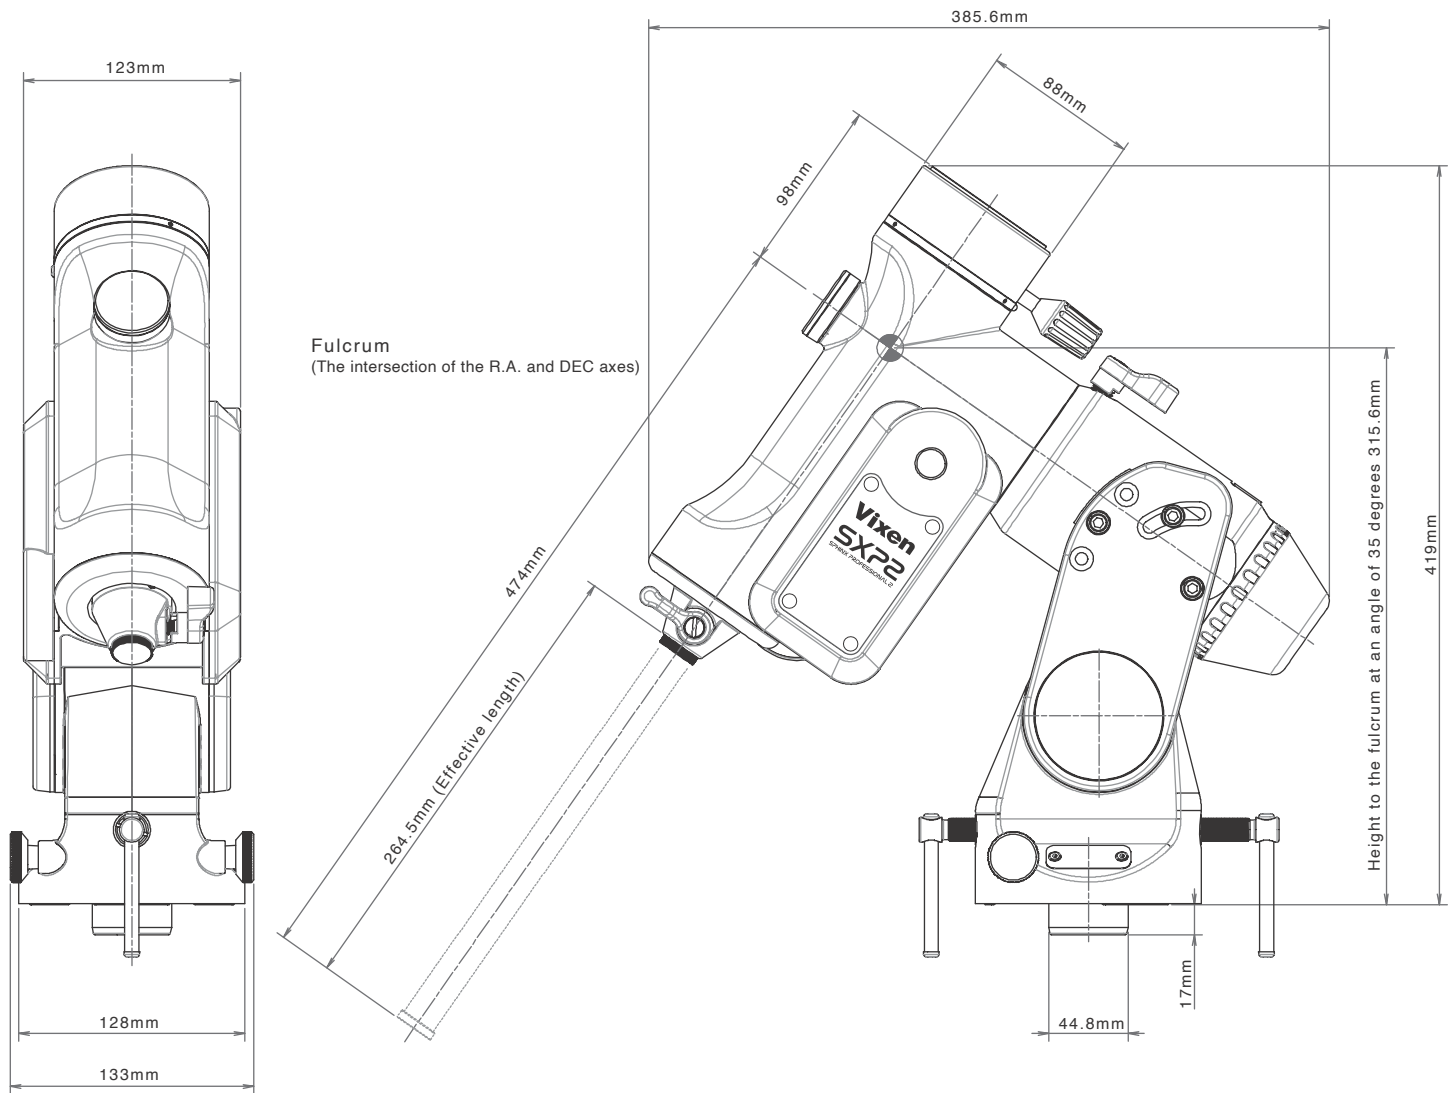 385.6mm
123mm
88mm
98mm
Fulcrum
(The intersection of the R.A. and DEC axes)
474mm
264.5mm (Effective length)
Vixen
SXP2
SPHINX PROFESSIONAL 2
Height to the fulcrum at an angle of 35 degrees 315.6mm
419mm
17mm
44.8mm
128mm
133mm